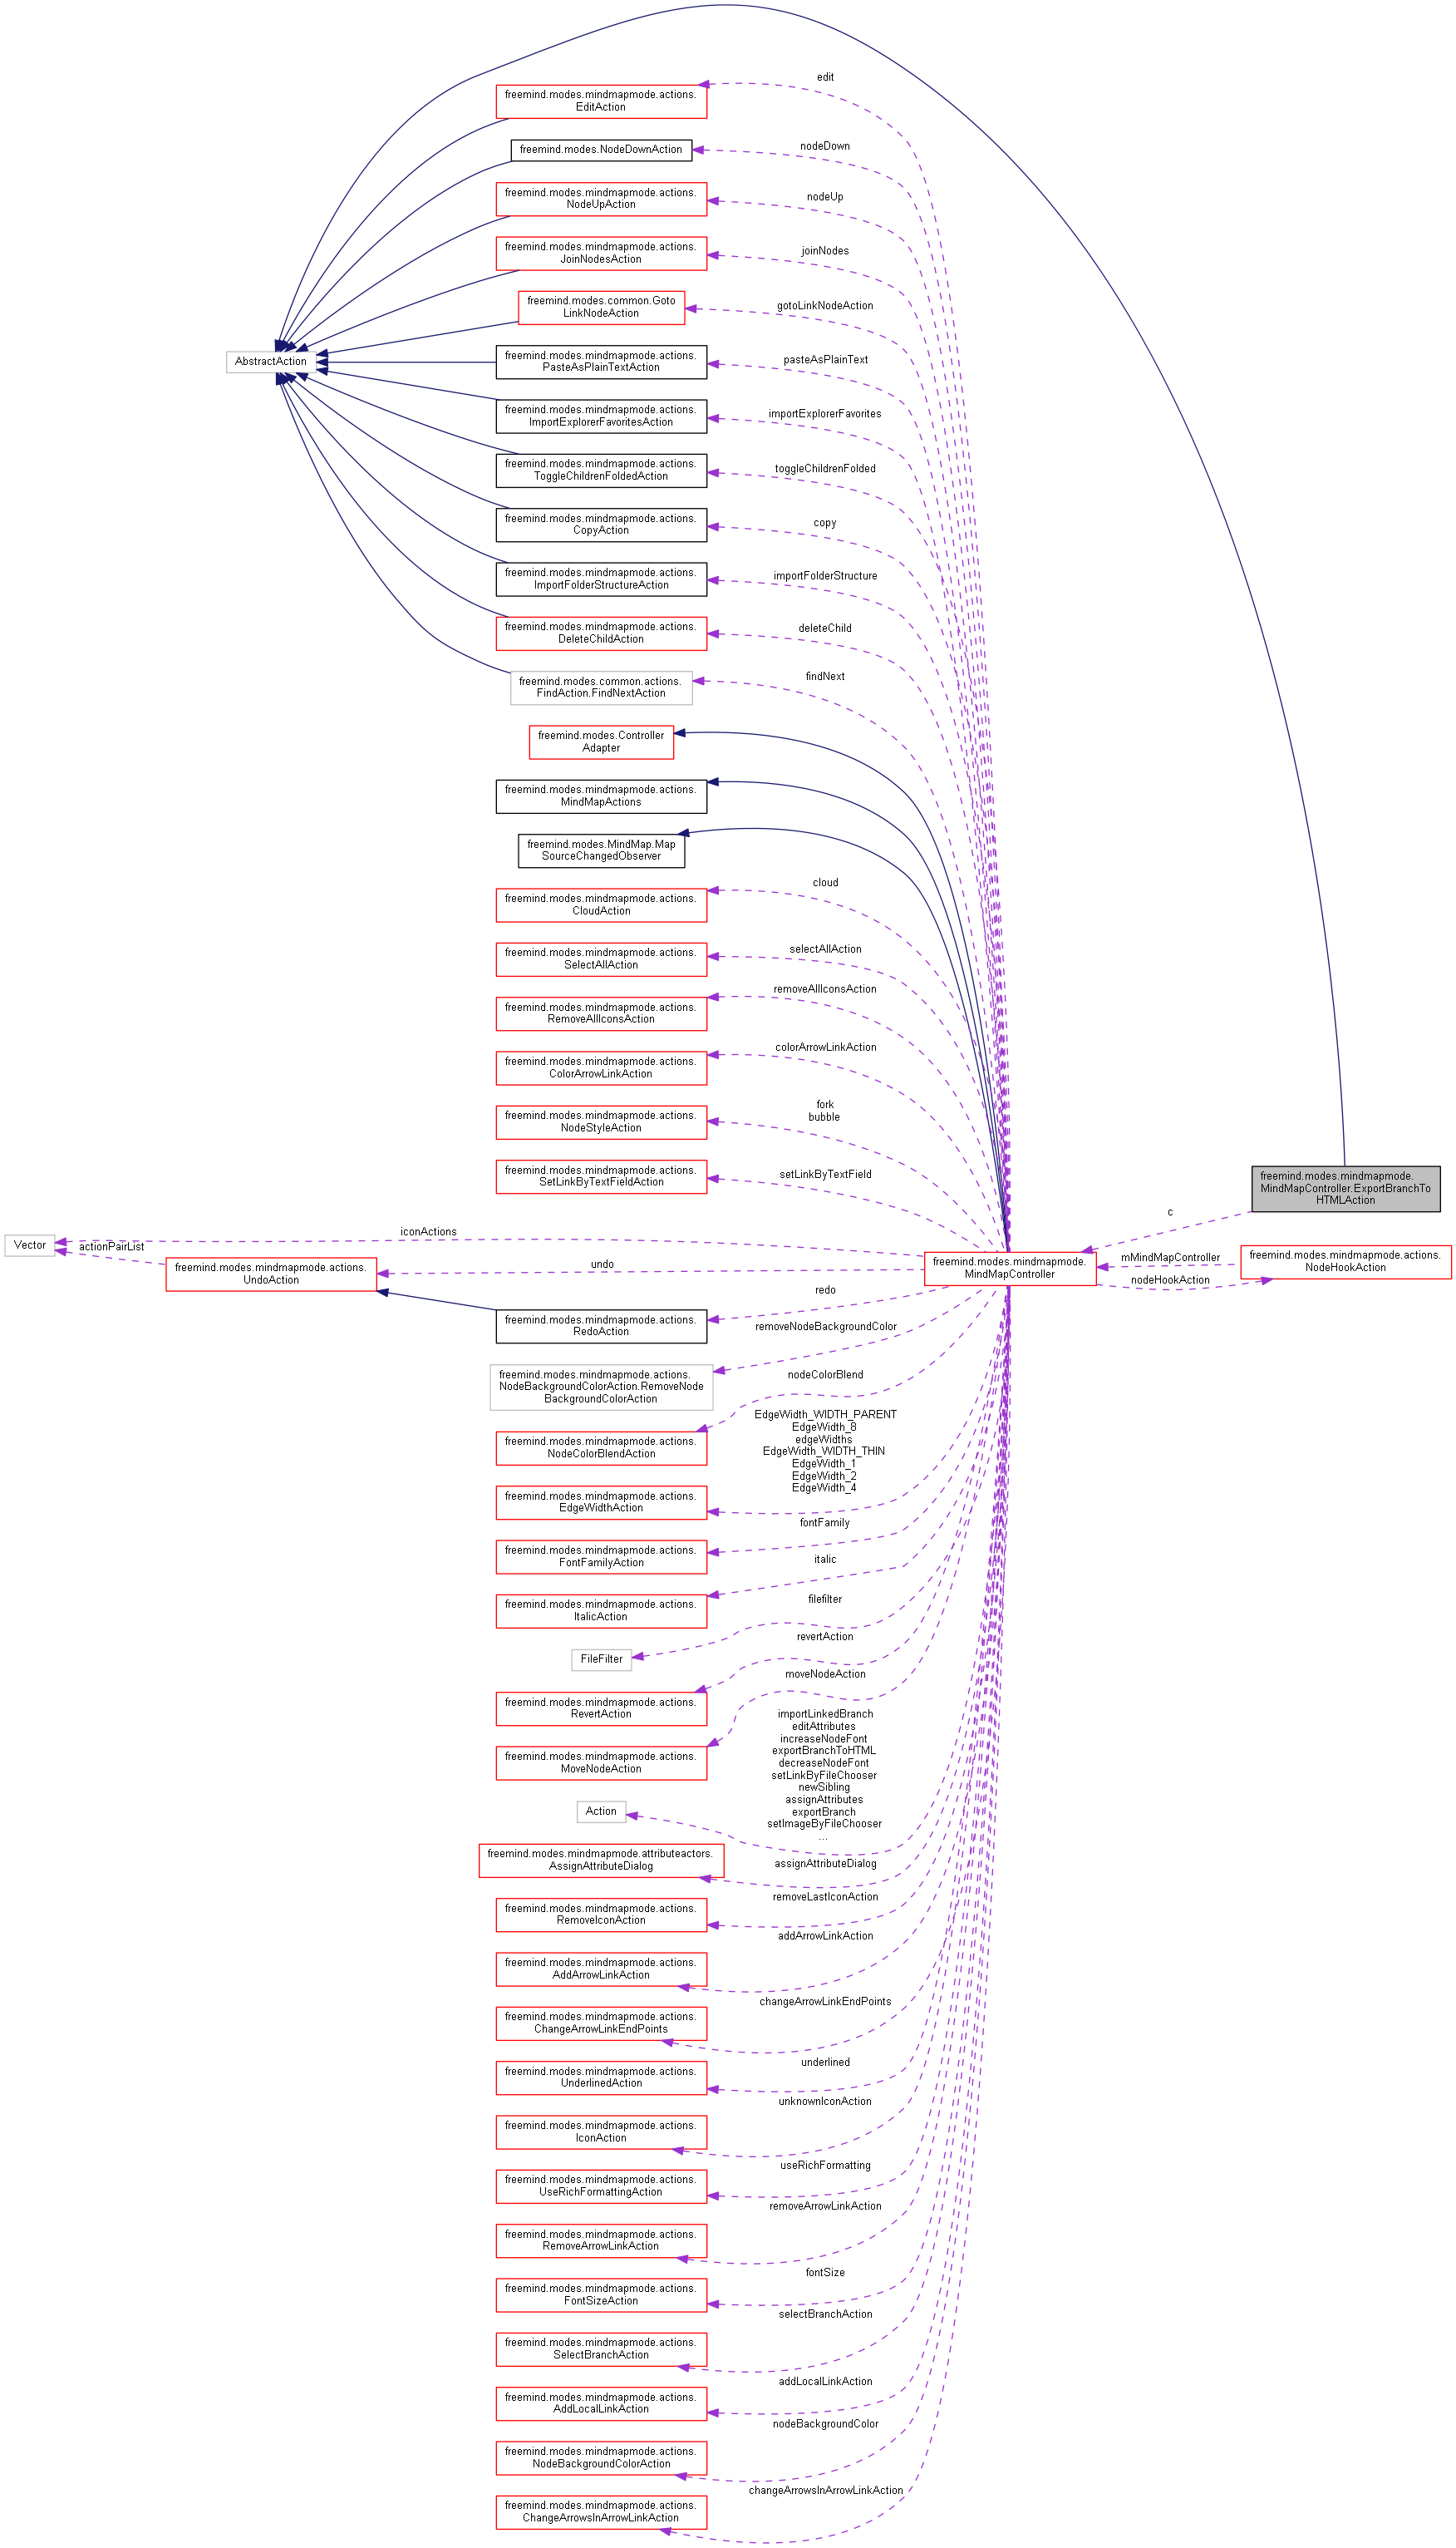 edit
freemind.modes.mindmapmode.actions.
EditAction
nodeDown
freemind.modes.NodeDownAction
freemind.modes.mindmapmode.actions.
NodeUpAction
nodeUp
freemind.modes.mindmapmode.actions.
JoinNodesAction
joinNodes
freemind.modes.common.Goto
LinkNodeAction
gotoLinkNodeAction
AbstractAction
freemind.modes.mindmapmode.actions.
PasteAsPlainTextAction
pasteAsPlainText
freemind.modes.mindmapmode.actions.
ImportExplorerFavoritesAction
importExplorerFavorites
freemind.modes.mindmapmode.actions.
ToggleChildrenFoldedAction
toggleChildrenFolded
freemind.modes.mindmapmode.actions.
CopyAction
copy
freemind.modes.mindmapmode.actions.
ImportFolderStructureAction
importFolderStructure
freemind.modes.mindmapmode.actions.
DeleteChildAction
deleteChild
freemind.modes.common.actions.
FindAction.FindNextAction
findNext
freemind.modes.Controller
Adapter
freemind.modes.mindmapmode.actions.
MindMapActions
freemind.modes.MindMap.Map
SourceChangedObserver
freemind.modes.mindmapmode.actions.
CloudAction
cloud
freemind.modes.mindmapmode.actions.
SelectAllAction
selectAllAction
freemind.modes.mindmapmode.actions.
RemoveAllIconsAction
removeAllIconsAction
freemind.modes.mindmapmode.actions.
ColorArrowLinkAction
colorArrowLinkAction
freemind.modes.mindmapmode.actions.
NodeStyleAction
fork
bubble
freemind.modes.mindmapmode.actions.
SetLinkByTextFieldAction
setLinkByTextField
freemind.modes.mindmapmode.
MindMapController.ExportBranchTo
HTMLAction
c
Vector
iconActions
actionPairList
freemind.modes.mindmapmode.actions.
UndoAction
undo
freemind.modes.mindmapmode.
MindMapController
mMindMapController
nodeHookAction
freemind.modes.mindmapmode.actions.
NodeHookAction
freemind.modes.mindmapmode.actions.
RedoAction
redo
freemind.modes.mindmapmode.actions.
NodeBackgroundColorAction.RemoveNode
BackgroundColorAction
removeNodeBackgroundColor
freemind.modes.mindmapmode.actions.
NodeColorBlendAction
nodeColorBlend
EdgeWidth_WIDTH_PARENT
EdgeWidth_8
edgeWidths
EdgeWidth_WIDTH_THIN
EdgeWidth_1
EdgeWidth_2
EdgeWidth_4
freemind.modes.mindmapmode.actions.
EdgeWidthAction
freemind.modes.mindmapmode.actions.
FontFamilyAction
fontFamily
freemind.modes.mindmapmode.actions.
ItalicAction
italic
FileFilter
filefilter
freemind.modes.mindmapmode.actions.
RevertAction
revertAction
freemind.modes.mindmapmode.actions.
MoveNodeAction
moveNodeAction
Action
importLinkedBranch
editAttributes
increaseNodeFont
exportBranchToHTML
decreaseNodeFont
setLinkByFileChooser
newSibling
assignAttributes
exportBranch
setImageByFileChooser
...
freemind.modes.mindmapmode.attributeactors.
AssignAttributeDialog
assignAttributeDialog
freemind.modes.mindmapmode.actions.
RemoveIconAction
removeLastIconAction
freemind.modes.mindmapmode.actions.
AddArrowLinkAction
addArrowLinkAction
freemind.modes.mindmapmode.actions.
ChangeArrowLinkEndPoints
changeArrowLinkEndPoints
freemind.modes.mindmapmode.actions.
UnderlinedAction
underlined
freemind.modes.mindmapmode.actions.
IconAction
unknownIconAction
freemind.modes.mindmapmode.actions.
UseRichFormattingAction
useRichFormatting
freemind.modes.mindmapmode.actions.
RemoveArrowLinkAction
removeArrowLinkAction
freemind.modes.mindmapmode.actions.
FontSizeAction
fontSize
freemind.modes.mindmapmode.actions.
SelectBranchAction
selectBranchAction
freemind.modes.mindmapmode.actions.
AddLocalLinkAction
addLocalLinkAction
freemind.modes.mindmapmode.actions.
NodeBackgroundColorAction
nodeBackgroundColor
freemind.modes.mindmapmode.actions.
ChangeArrowsInArrowLinkAction
changeArrowsInArrowLinkAction